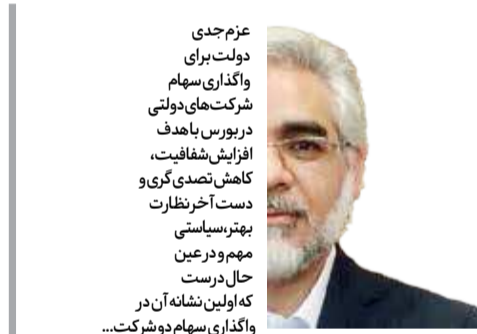 عزم جدی
دولت برای
واگذاری سهام
شرکت‌های دولتی
در بورس با هدف
افزایش شفافیت،
کاهش تصدی گری و
دست آخر نظارت
بهتر، سیاستی
مهم و در عین
حال درست
که اولین نشانه آن در
واگذاری سهام دو شرکت...